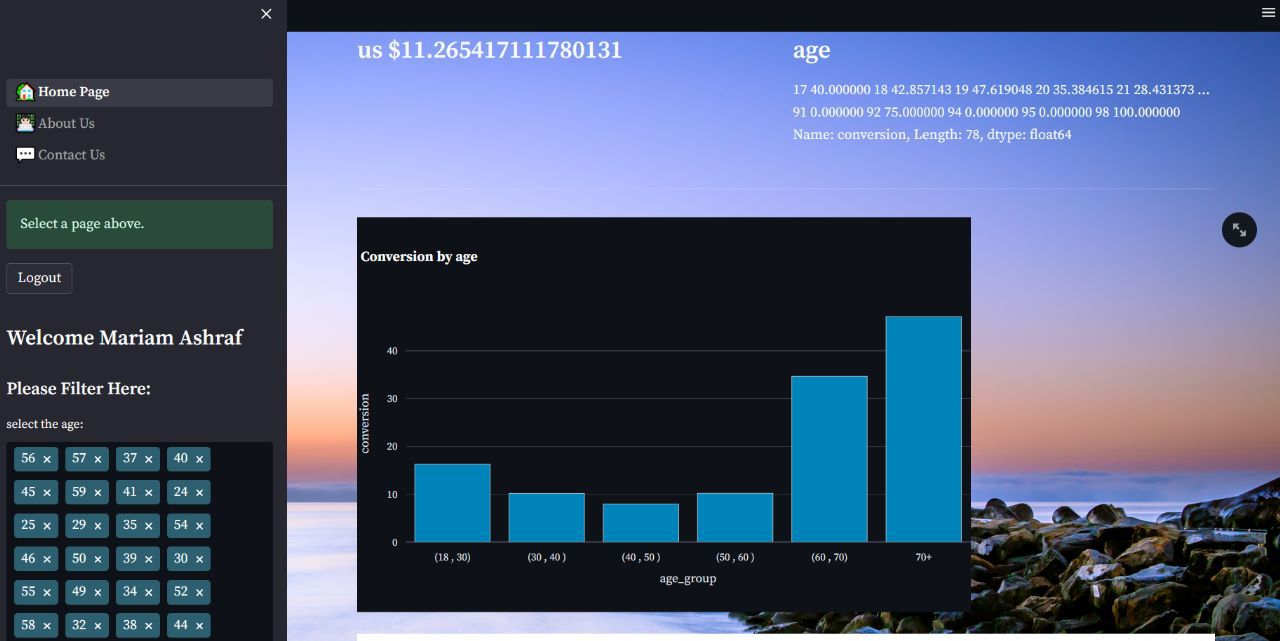 Home Page
About Us
Contact Us
Select a page above.
Logout
Welcome Mariam Ashraf
Please Filter Here:
select the age:
56 × 57 × 37 × 40 ×
45 × 59 × 41 × 24 ×
25 × 29 × 35 × 54 ×
46 × 50 × 39 × 30 ×
55 × 49 × 34 × 52 ×
58 × 32 × 38 × 44 ×
us $11.265417111780131
age
17 40.000000 18 42.857143 19 47.619048 20 35.384615 21 28.431373 ...
91 0.000000 92 75.000000 94 0.000000 95 0.000000 98 100.000000
Name: conversion, Length: 78, dtype: float64
Conversion by age
conversion
40
30
20
10
0
(18 , 30) (30 , 40 ) (40 , 50 ) (50 , 60 ) (60 , 70) 70+
age_group